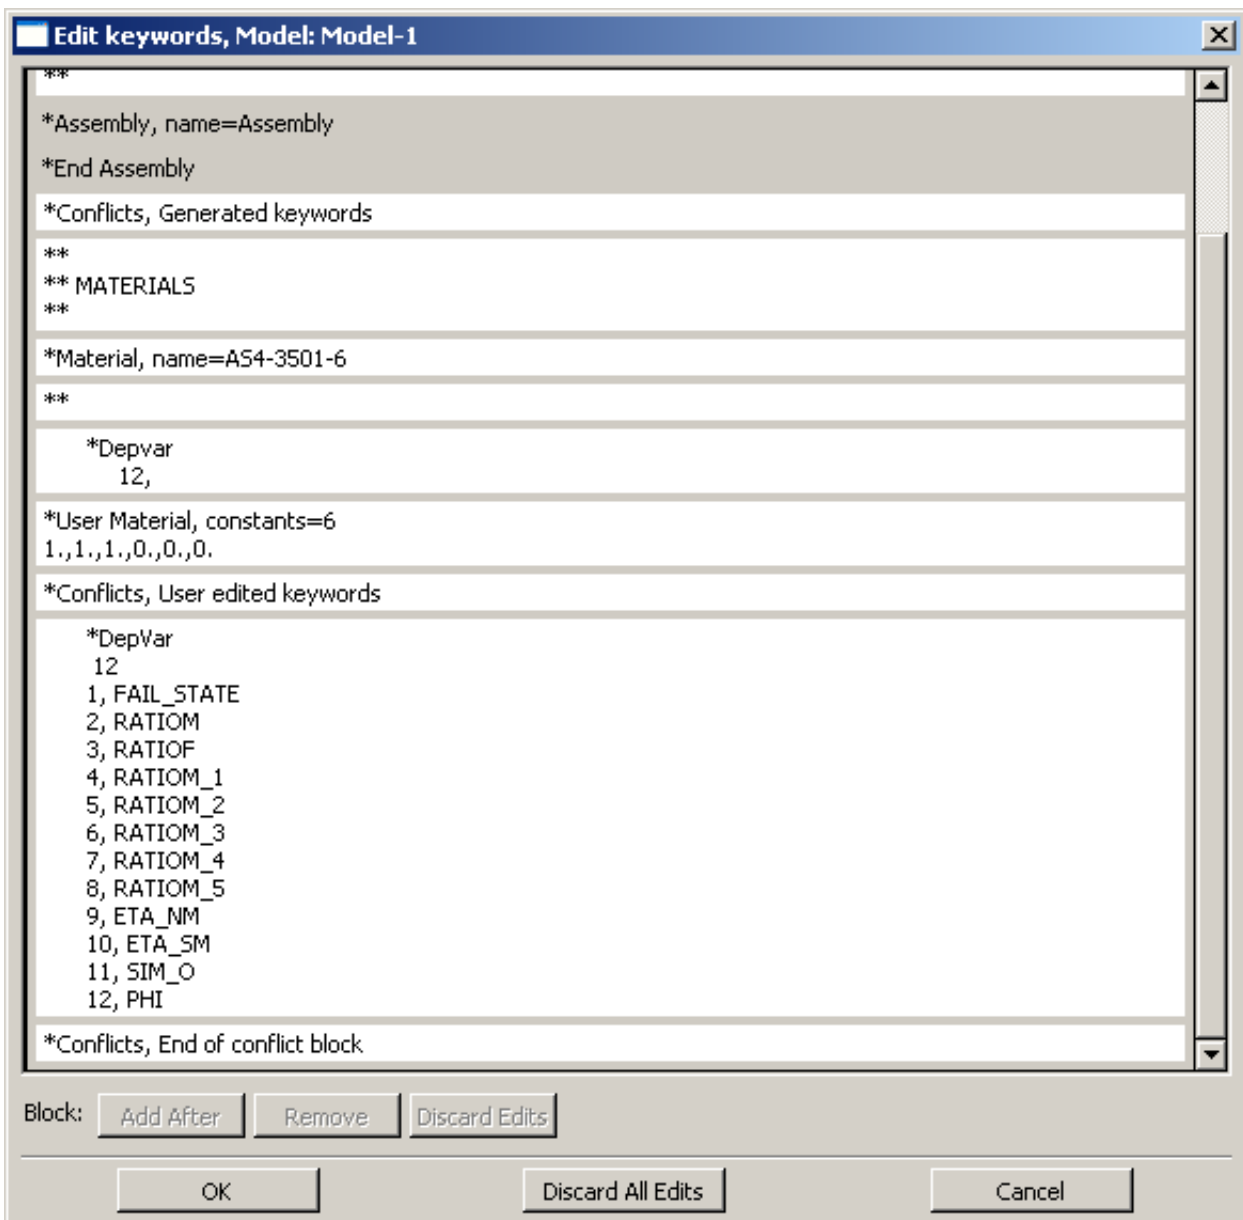 Edit keywords, Model: Model-1
**
*Assembly, name=Assembly
*End Assembly
*Conflicts, Generated keywords
**
** MATERIALS
**
*Material, name=AS4-3501-6
**
*Depvar
12,
*User Material, constants=6
1.,1.,1.,0.,0.,0.
*Conflicts, User edited keywords
*DepVar
12
1, FAIL_STATE
2, RATIOM
3, RATIOF
4, RATIOM_1
5, RATIOM_2
6, RATIOM_3
7, RATIOM_4
8, RATIOM_5
9, ETA_NM
10, ETA_SM
11, SIM_O
12, PHI
*Conflicts, End of conflict block
Block: Add After Remove Discard Edits
OK Discard All Edits Cancel